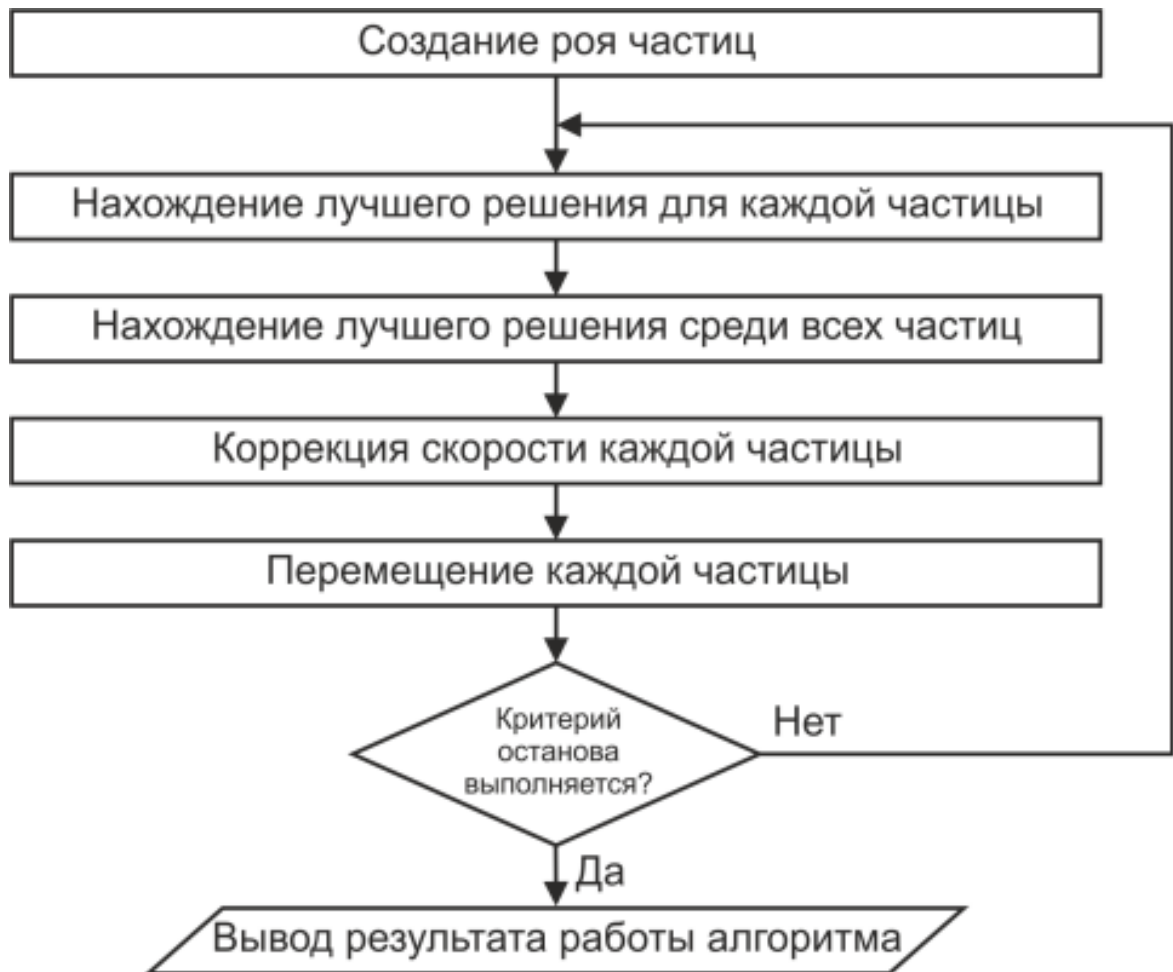 Создание роя частиц
Нахождение лучшего решения для каждой частицы
Нахождение лучшего решения среди всех частиц
Коррекция скорости каждой частицы
Перемещение каждой частицы
Критерий
останова
выполняется?
Нет
Да
Вывод результата работы алгоритма